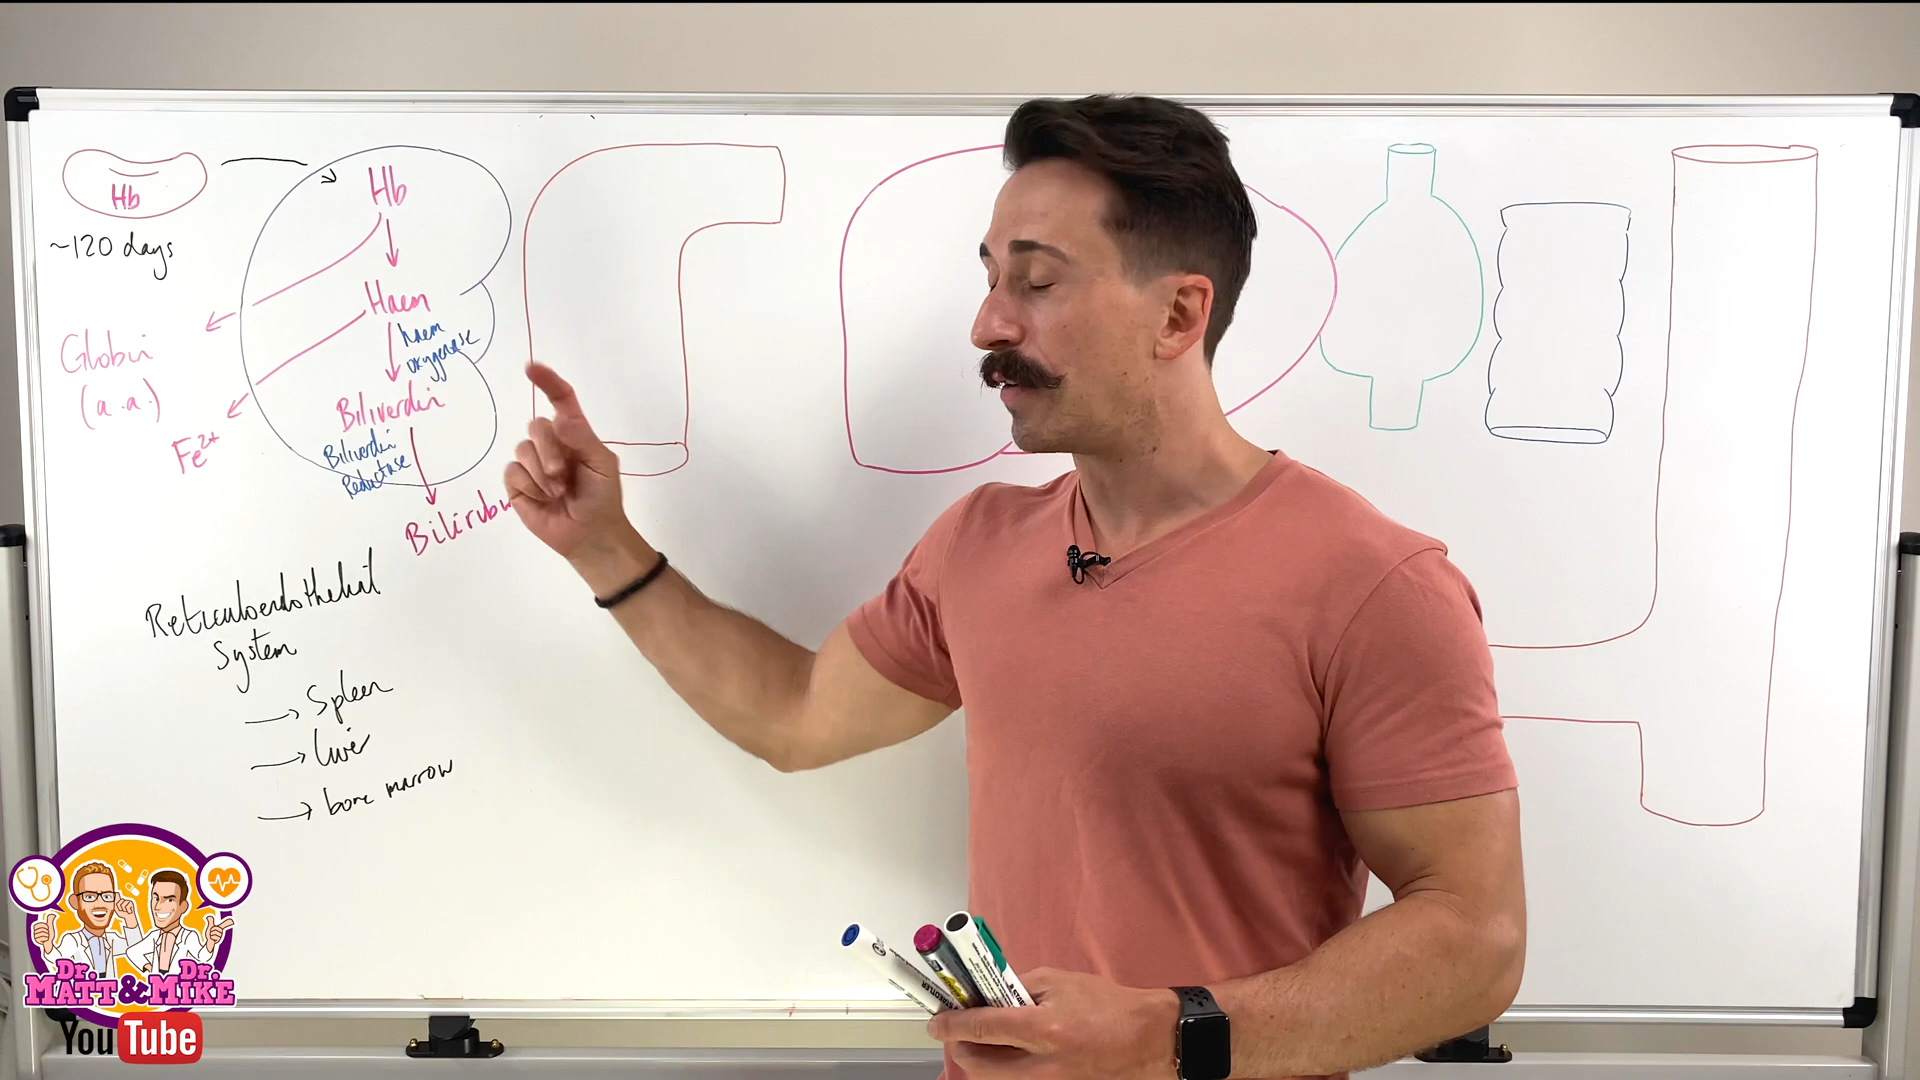 Hb
~120 days
Globin
(a.a.)
Fe2+
Hb
Haem
haem
oxygenase
Biliverdin
Biliverdin
Reductase
Bilirubin
Reticuloendothelial
System
→ Spleen
→ liver
→ bone marrow
Dr. Dr.
MATT & MIKE
YouTube
STAEDTLER